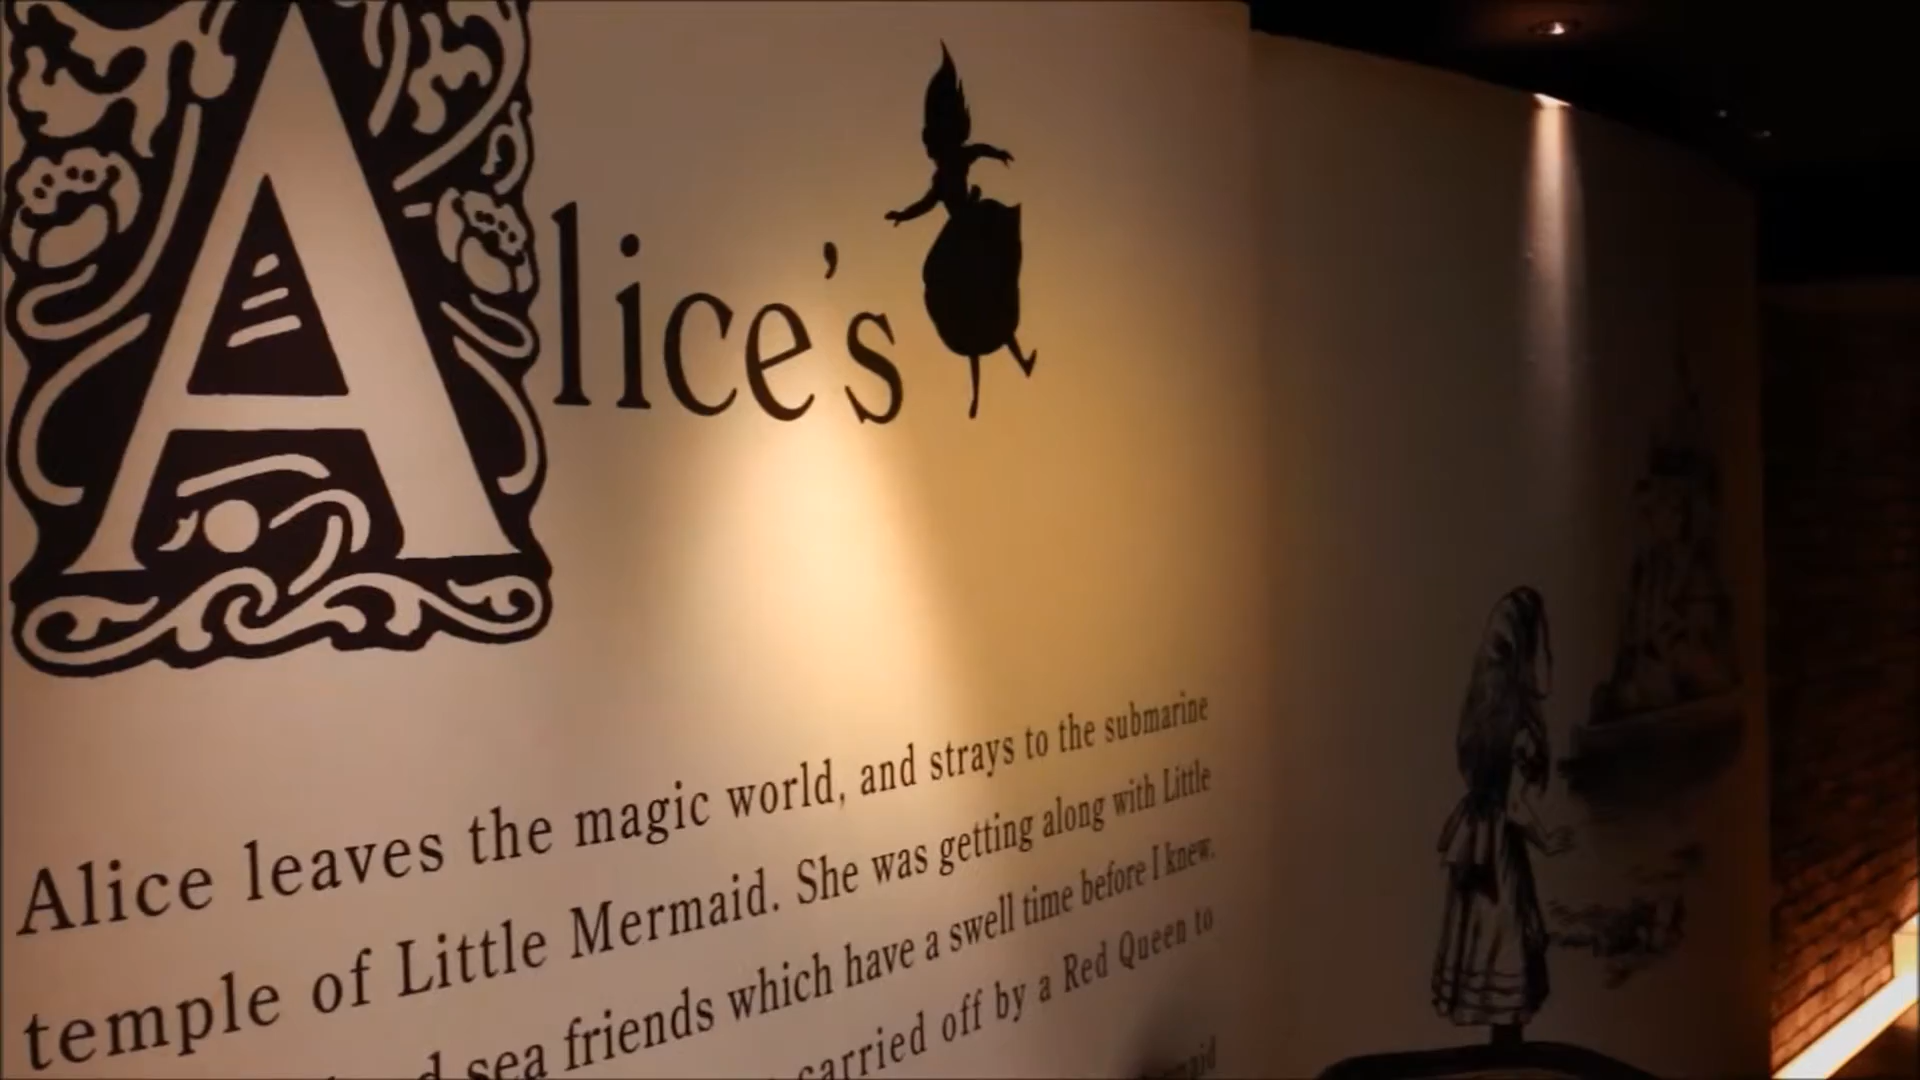 Alice's
Alice leaves the magic world, and strays to the submarine
temple of Little Mermaid. She was getting along with Little
sea friends which have a swell time before I knew.
carried off by a Red Queen to